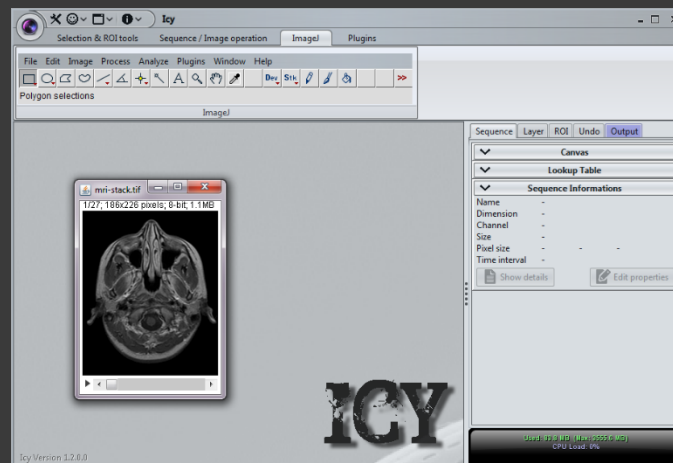 Icy
Selection & ROI tools Sequence / Image operation ImageJ Plugins
File Edit Image Process Analyze Plugins Window Help
Dev Stk >>
Polygon selections
ImageJ
Sequence Layer ROI Undo Output
Canvas
Lookup Table
Sequence Informations
Name -
Dimension -
Channel -
Size -
Pixel size - - -
Time interval -
Show details Edit properties
mri-stack.tif
1/27; 186x226 pixels; 8-bit; 1.1MB
ICY
Icy Version 1.2.6.0
CPU Load: 0%